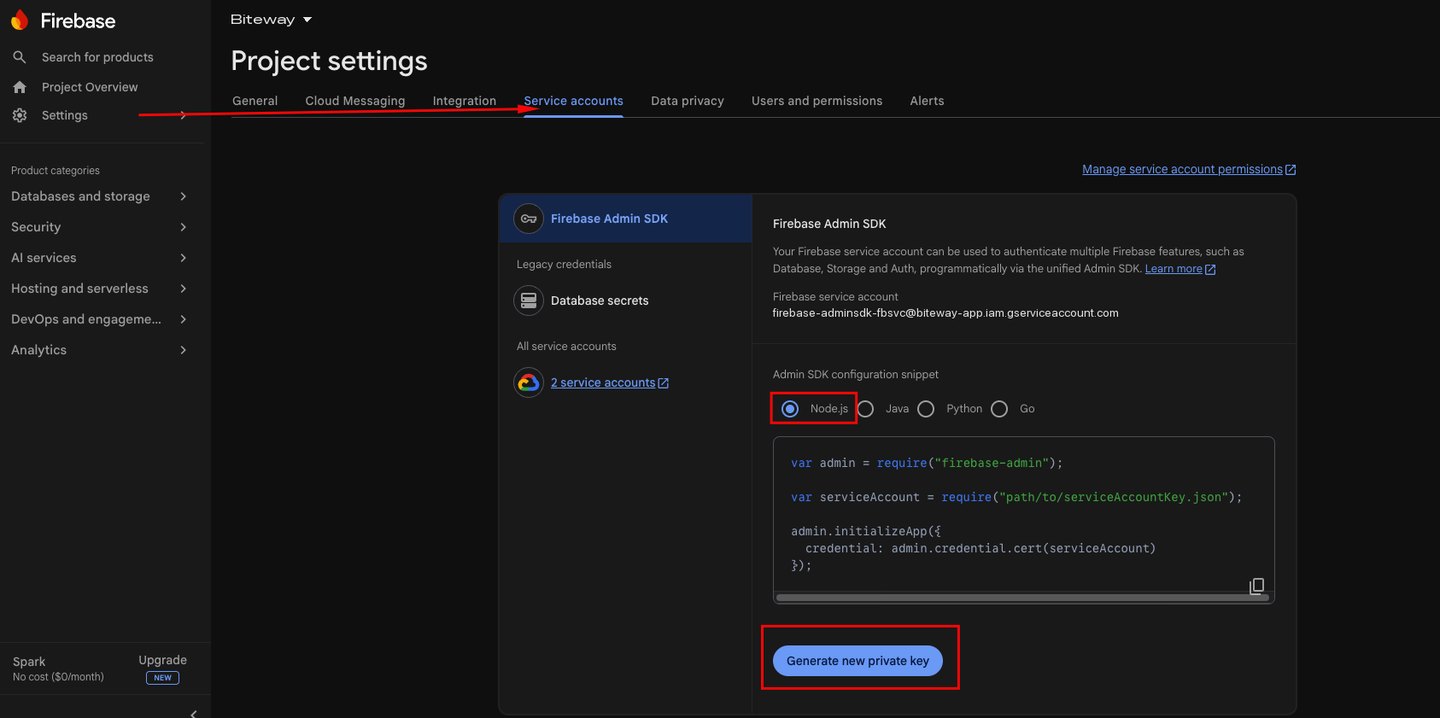 Firebase
Search for products
Project Overview
Settings
Product categories
Databases and storage
Security
AI services
Hosting and serverless
DevOps and engageme...
Analytics
Spark
No cost ($0/month)
Upgrade
NEW
Biteway
Project settings
General Cloud Messaging Integration Service accounts Data privacy Users and permissions Alerts
Manage service account permissions
Firebase Admin SDK
Legacy credentials
Database secrets
All service accounts
2 service accounts
Firebase Admin SDK
Your Firebase service account can be used to authenticate multiple Firebase features, such as
Database, Storage and Auth, programmatically via the unified Admin SDK. Learn more
Firebase service account
firebase-adminsdk-fbsvc@biteway-app.iam.gserviceaccount.com
Admin SDK configuration snippet
Node.js Java Python Go
var admin = require("firebase-admin");
var serviceAccount = require("path/to/serviceAccountKey.json");
admin.initializeApp({
credential: admin.credential.cert(serviceAccount)
});
Generate new private key